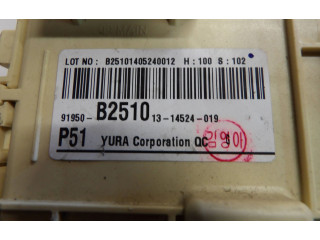 LOT NO : B25101405240012 H : 100 S : 102
91950- B2510 13-14524-019
P51 YURA Corporation QC